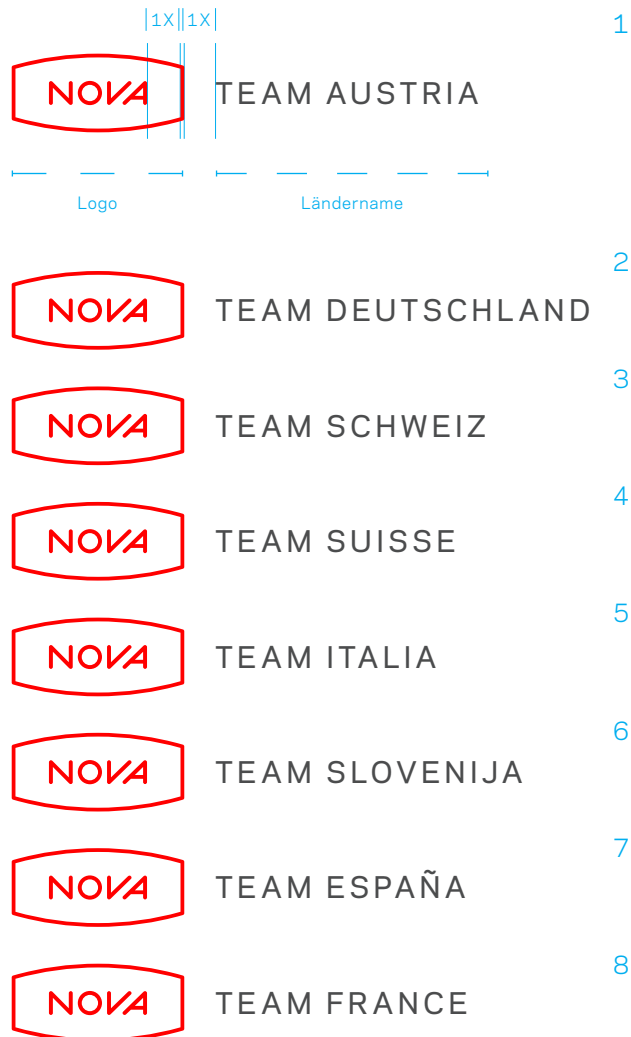 1X 1X 1
NOVA TEAM AUSTRIA
Logo Ländername
2
NOVA TEAM DEUTSCHLAND
3
NOVA TEAM SCHWEIZ
4
NOVA TEAM SUISSE
5
NOVA TEAM ITALIA
6
NOVA TEAM SLOVENIJA
7
NOVA TEAM ESPAÑA
8
NOVA TEAM FRANCE